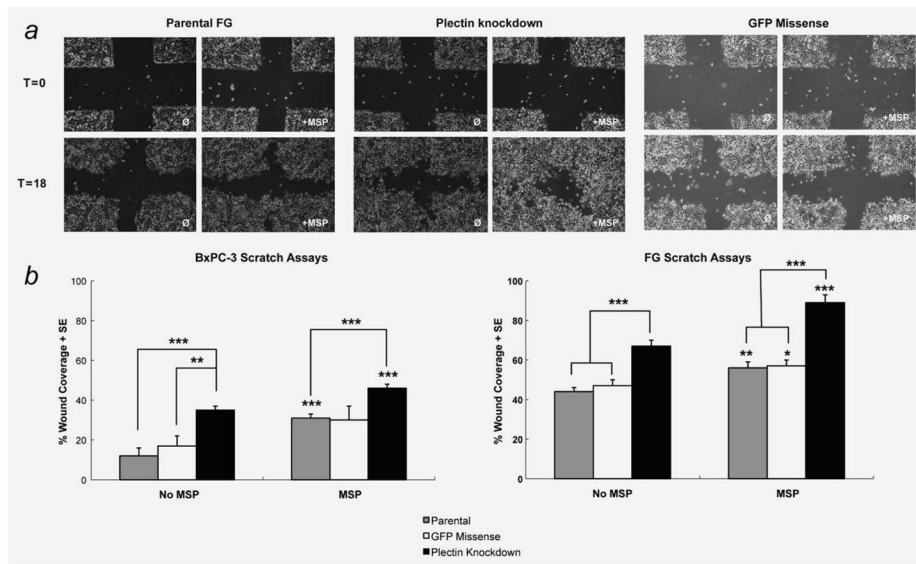 a
Parental FG
Plectin knockdown
GFP Missense
T=0
Ø
+MSP
Ø
+MSP
Ø
+MSP
T=18
Ø
+MSP
Ø
+MSP
Ø
+MSP
b
BxPC-3 Scratch Assays
% Wound Coverage + SE
100
80
60
40
20
0
***
**
***
***
***
No MSP
MSP
FG Scratch Assays
% Wound Coverage + SE
100
80
60
40
20
0
***
***
**
*
***
No MSP
MSP
Parental
GFP Missense
Plectin Knockdown